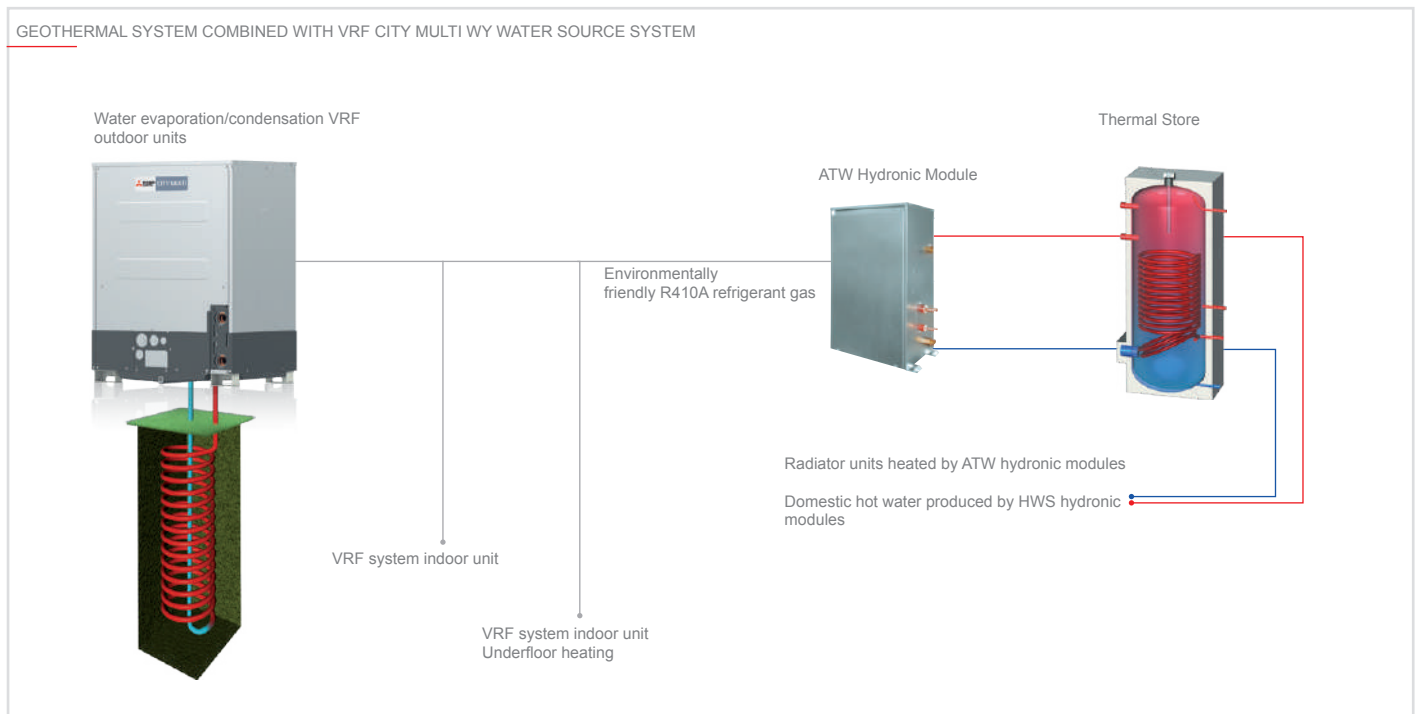 GEOTHERMAL SYSTEM COMBINED WITH VRF CITY MULTI WY WATER SOURCE SYSTEM
Water evaporation/condensation VRF
outdoor units
Thermal Store
ATW Hydronic Module
CITY MULTI
Environmentally
friendly R410A refrigerant gas
Radiator units heated by ATW hydronic modules
Domestic hot water produced by HWS hydronic
modules
VRF system indoor unit
VRF system indoor unit
Underfloor heating